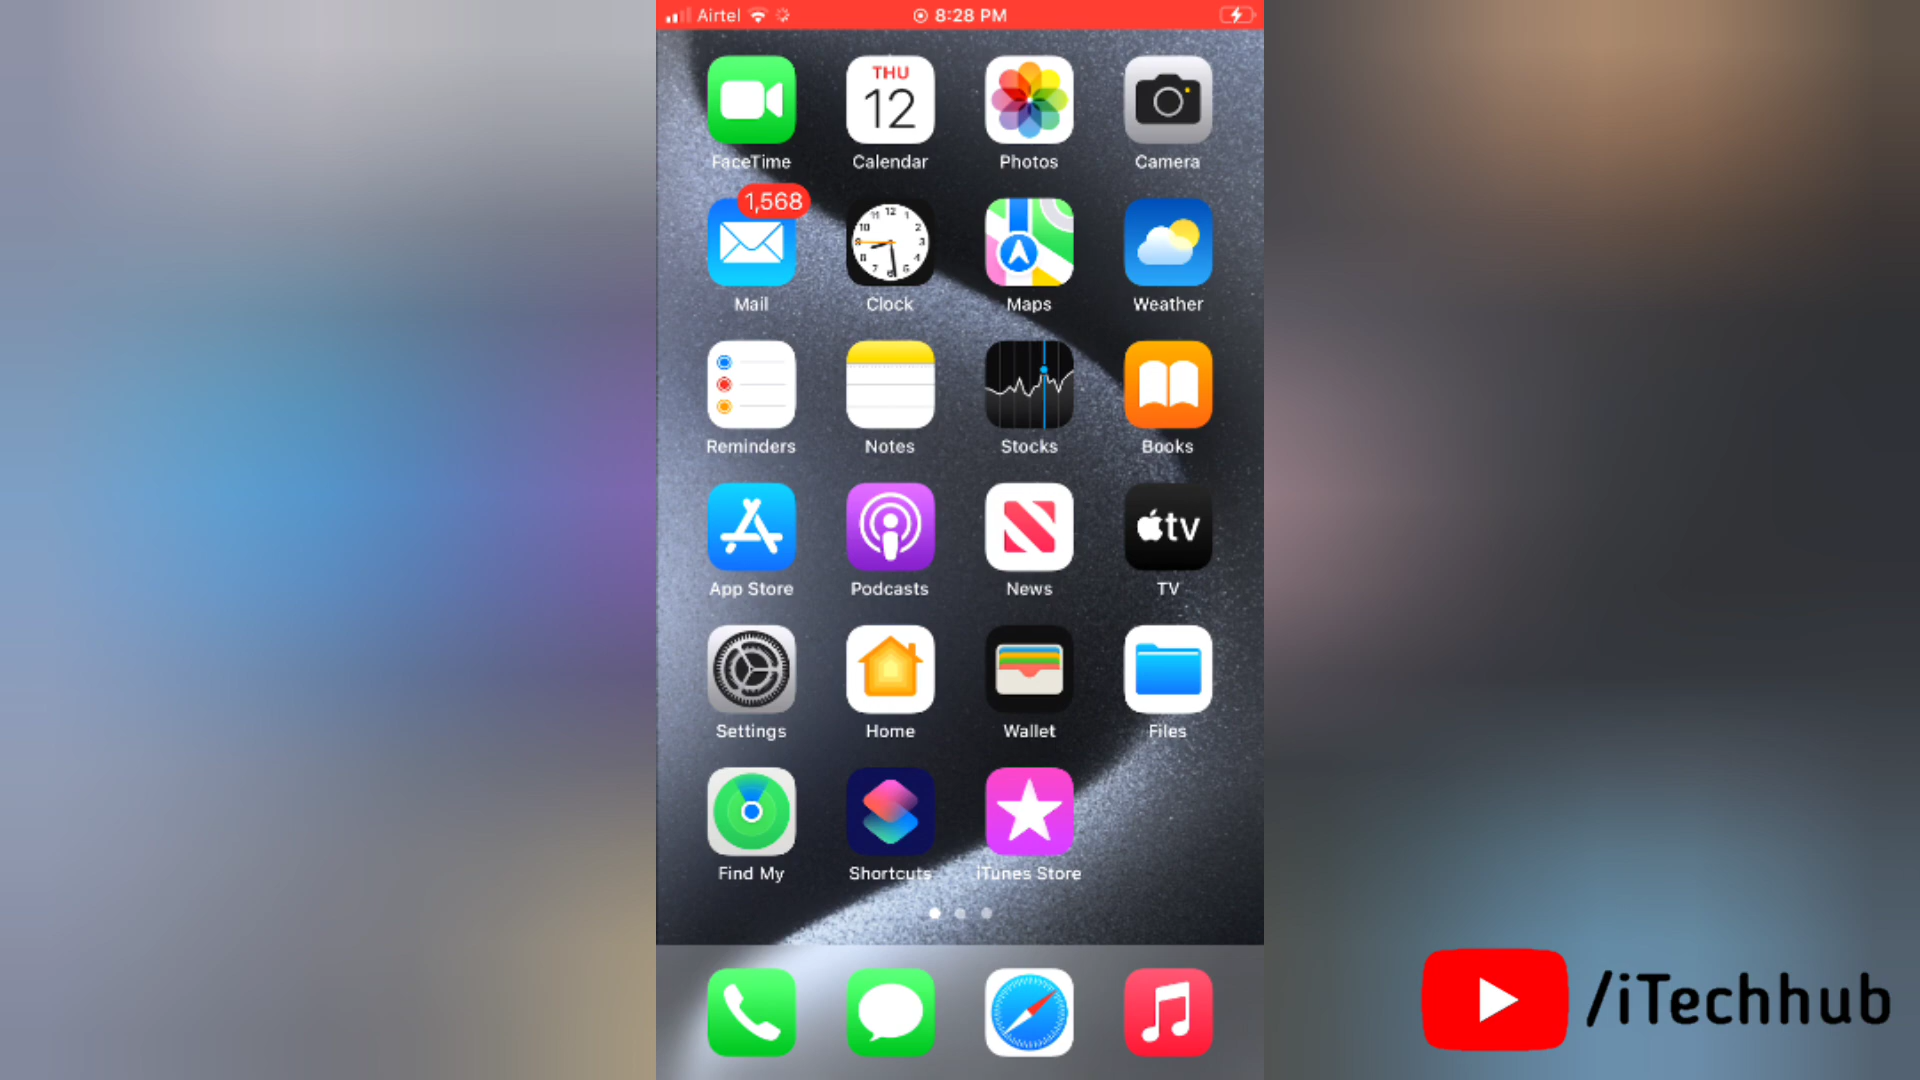 Airtel 8:28 PM
THU
12
FaceTime Calendar Photos Camera
1,568
Mail Clock Maps Weather
Reminders Notes Stocks Books
tv
App Store Podcasts News TV
Settings Home Wallet Files
Find My Shortcuts iTunes Store
/iTechhub